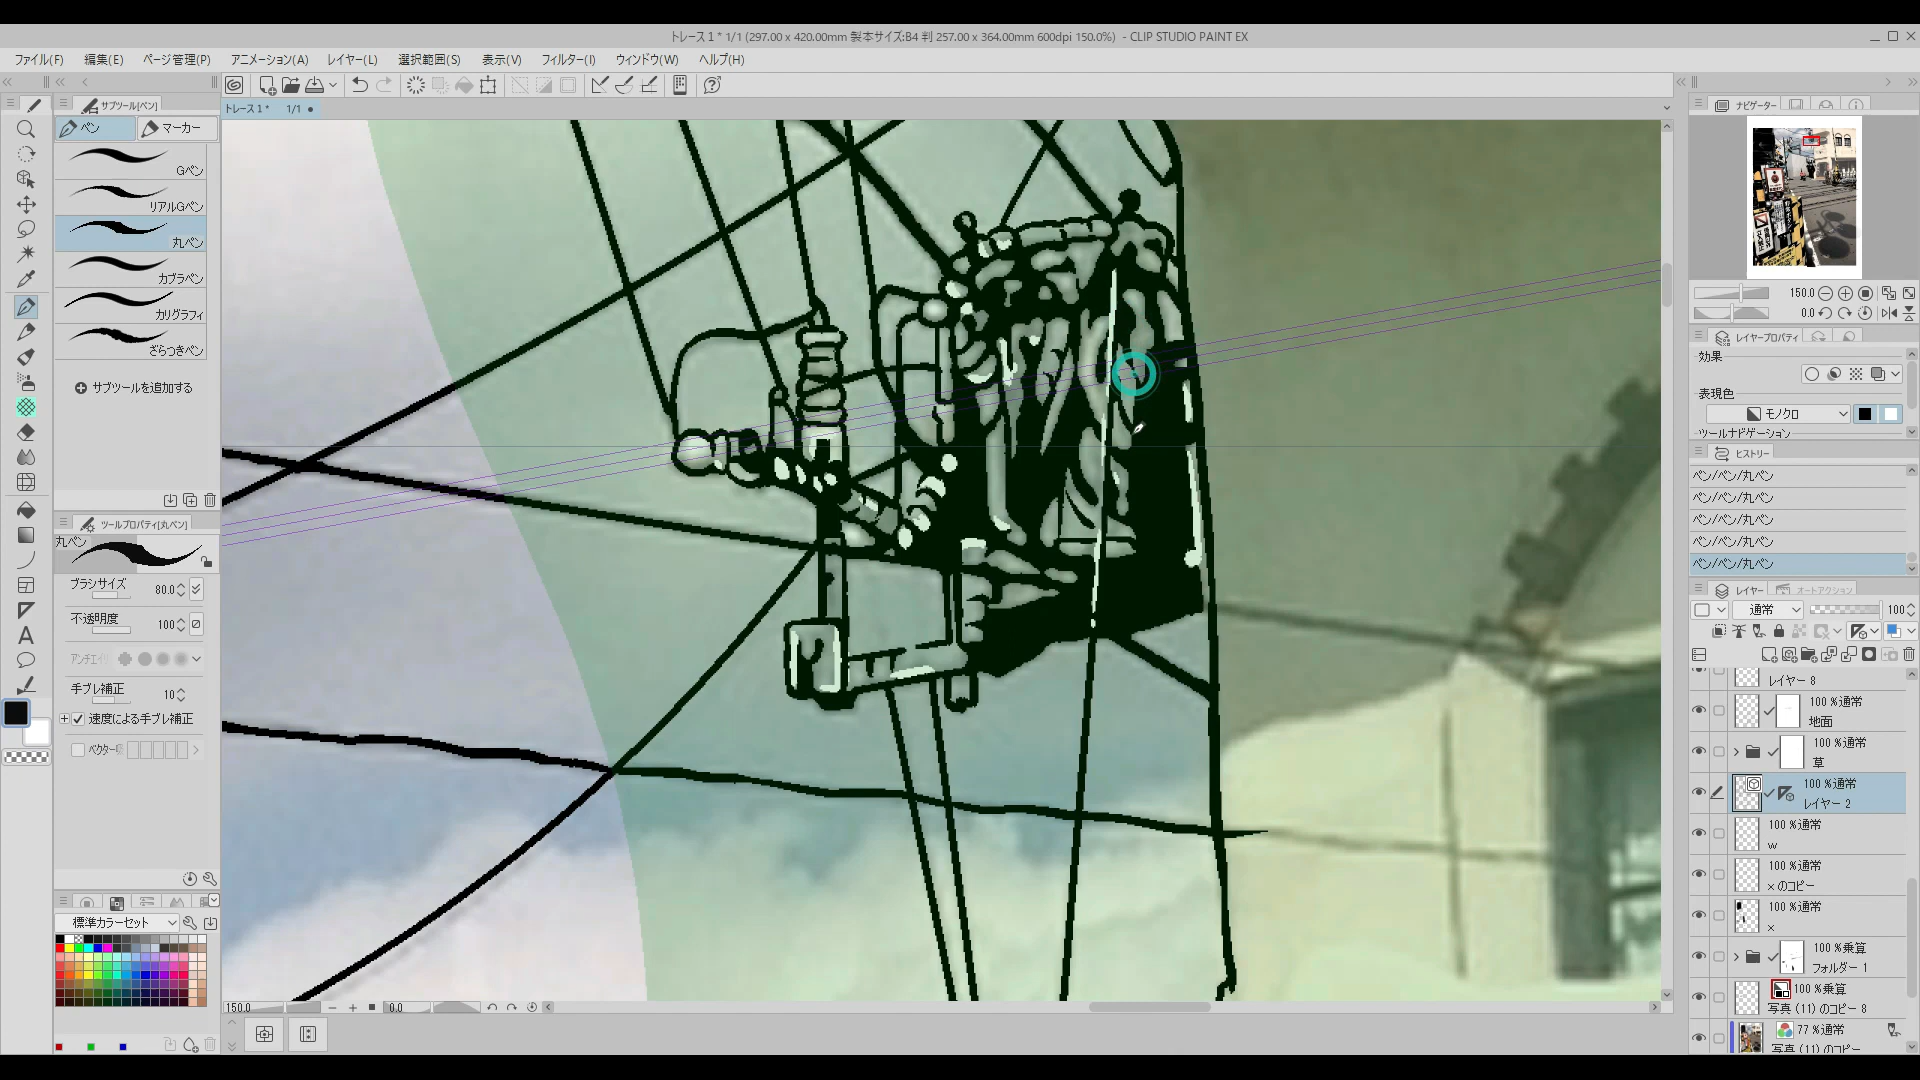 トレース１* 1/1 (297.00 x 420.00mm 製本サイズ:B4 判 257.00 x 364.00mm 600dpi 150.0%) - CLIP STUDIO PAINT EX
ファイル(F) 編集(E) ページ管理(P) アニメーション(A) レイヤー(L) 選択範囲(S) 表示(V) フィルター(I) ウィンドウ(W) ヘルプ(H)
サブツール[ペン]
ペン マーカー
Gペン
リアルGペン
丸ペン
カブラペン
カリグラフィ
ざらつきペン
サブツールを追加する
ツールプロパティ[丸ペン]
丸ペン
ブラシサイズ 80.0
不透明度 100
手ブレ補正 10
速度による手ブレ補正
標準カラーセット
トレース１* 1/1
150.0 0.0
ナビゲーター
150.0
0.0
レイヤープロパティ
効果
表現色
モノクロ
ツールナビゲーション
ヒストリー
ペン/ペン/丸ペン
ペン/ペン/丸ペン
ペン/ペン/丸ペン
ペン/ペン/丸ペン
ペン/ペン/丸ペン
レイヤー オートアクション
通常 100
レイヤー 8
100 %通常
地面
100 %通常
草
100 %通常
レイヤー 2
100 %通常
w
100 %通常
x のコピー
100 %通常
x
100 %乗算
フォルダー 1
100 %乗算
写真 (11) のコピー 8
77 %通常
写真 (11) のコピー